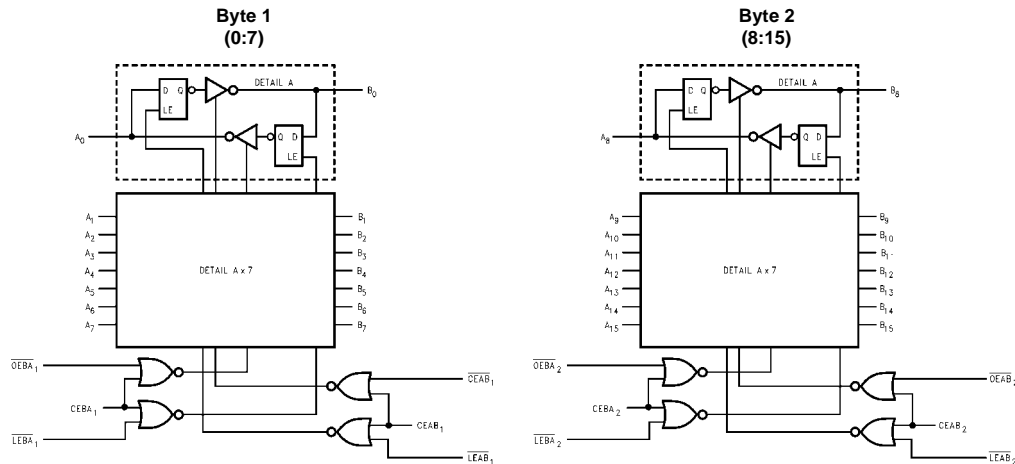 Byte 1
(0:7)
DETAIL A
D Q
LE
B₀
A₀
Q D
LE
A₁
A₂
A₃
A₄
A₅
A₆
A₇
DETAIL A x 7
B₁
B₂
B₃
B₄
B₅
B₆
B₇
OEBA₁
CEBA₁
LEBA₁
CEAB₁
CEAB₁
LEAB₁
Byte 2
(8:15)
DETAIL A
D Q
LE
B₈
A₈
Q D
LE
A₉
A₁₀
A₁₁
A₁₂
A₁₃
A₁₄
A₁₅
DETAIL A x 7
B₉
B₁₀
B₁₁
B₁₂
B₁₃
B₁₄
B₁₅
OEBA₂
CEBA₂
LEBA₂
OEAB₂
CEAB₂
LEAB₂